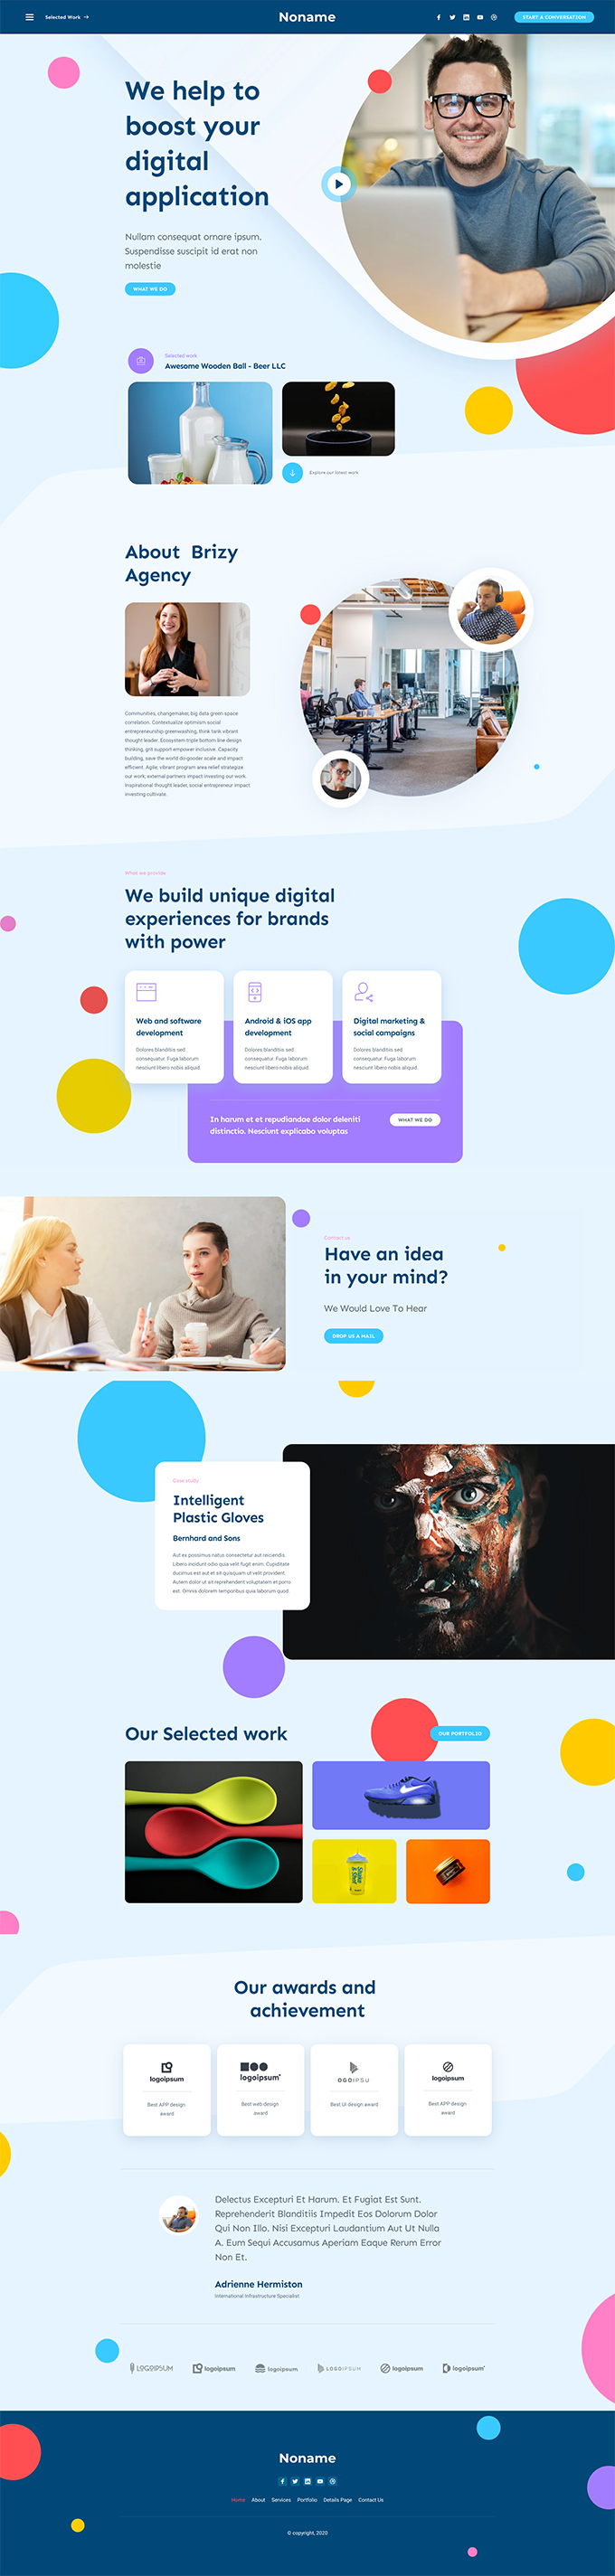 Selected Work
Noname
START A CONVERSATION
We help to
boost your
digital
application
Nullam consequat ornare ipsum.
Suspendisse suscipit id erat non
molestie
WHAT WE DO
Selected work
Awesome Wooden Ball - Beer LLC
Explore our latest work
About Brizy
Agency
Communities, changemaker, big data green space
correlation. Contextualize optimism social
entrepreneurship greenwashing, think tank vibrant
thought leader. Ecosystem triple bottom line design
thinking, grit support empower inclusive. Capacity
building, save the world do-gooder scale and impact
efficient. Agile, vibrant program area relief strategize
our work; external partners impact investing our work.
Inspirational thought leader, social entrepreneur impact
investing cultivate.
What we provide
We build unique digital
experiences for brands
with power
Web and software
development
Dolores blanditiis sed
consequatur. Fuga laborum
nesciunt libero nobis aliquid.
Android & iOS app
development
Dolores blanditiis sed
consequatur. Fuga laborum
nesciunt libero nobis aliquid.
Digital marketing &
social campaigns
Dolores blanditiis sed
consequatur. Fuga laborum
nesciunt libero nobis aliquid.
In harum et et repudiandae dolor deleniti
distinctio. Nesciunt explicabo voluptas
WHAT WE DO
Contact us
Have an idea
in your mind?
We Would Love To Hear
DROP US A MAIL
Case study
Intelligent
Plastic Gloves
Bernhard and Sons
Aut ex possimus natus consectetur aut reiciendis.
Libero incidunt odio quia velit fugit enim. Cupiditate
ducimus est aut et sit quisquam ut velit provident.
Autem dolor ut sit reprehenderit voluptatem et porro
est. Omnis dolorem temporibus quia laborum quod.
Our Selected work
OUR PORTFOLIO
Our awards and
achievement
logoipsum
Best APP design
award
logoipsum
Best web design
award
OGOIPSU
Best UI design award
logoipsum
Best APP design
award
Delectus Excepturi Et Harum. Et Fugiat Est Sunt.
Reprehenderit Blanditiis Impedit Eos Dolorum Dolor
Qui Non Illo. Nisi Excepturi Laudantium Aut Ut Nulla
A. Eum Sequi Accusamus Aperiam Eaque Rerum Error
Non Et.
Adrienne Hermiston
International Infrastructure Specialist
LOGOIPSUM
logoipsum
logoipsum
LOGOIPSUM
logoipsum
logoipsum
Noname
Home About Services Portfolio Details Page Contact Us
© copyright, 2020